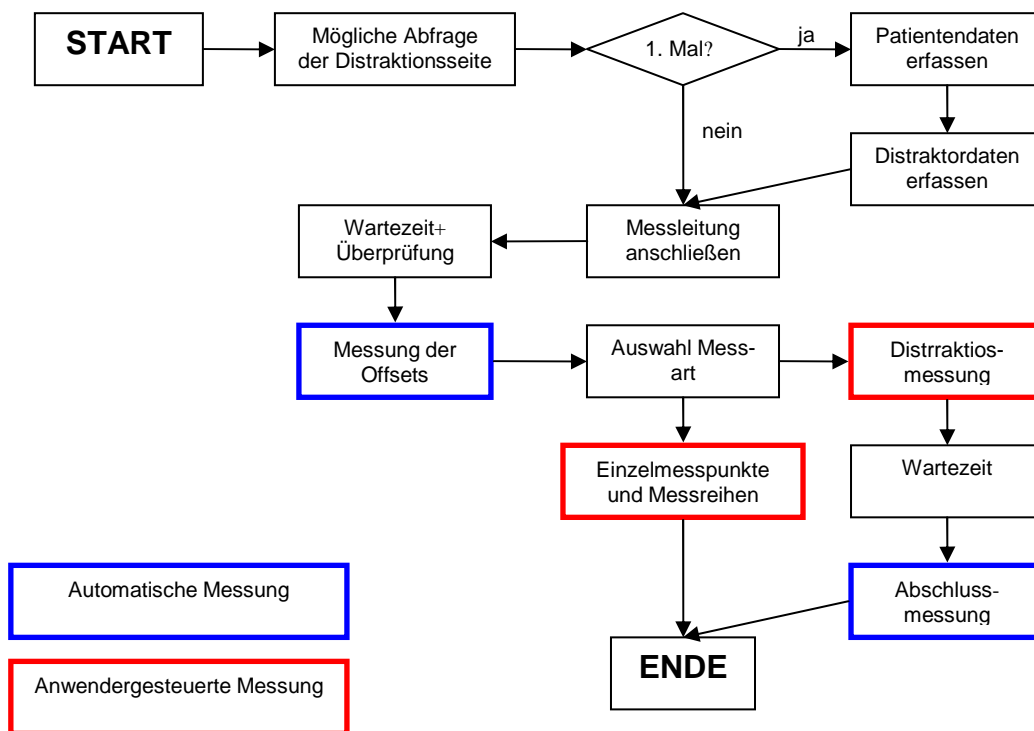 START
Mögliche Abfrage
der Distraktionsseite
1. Mal?
ja
Patientendaten
erfassen
nein
Distraktordaten
erfassen
Wartezeit+
Überprüfung
Messleitung
anschließen
Messung der
Offsets
Auswahl Mess-
art
Distrraktios-
messung
Einzelmesspunkte
und Messreihen
Wartezeit
Automatische Messung
Abschluss-
messung
ENDE
Anwendergesteuerte Messung